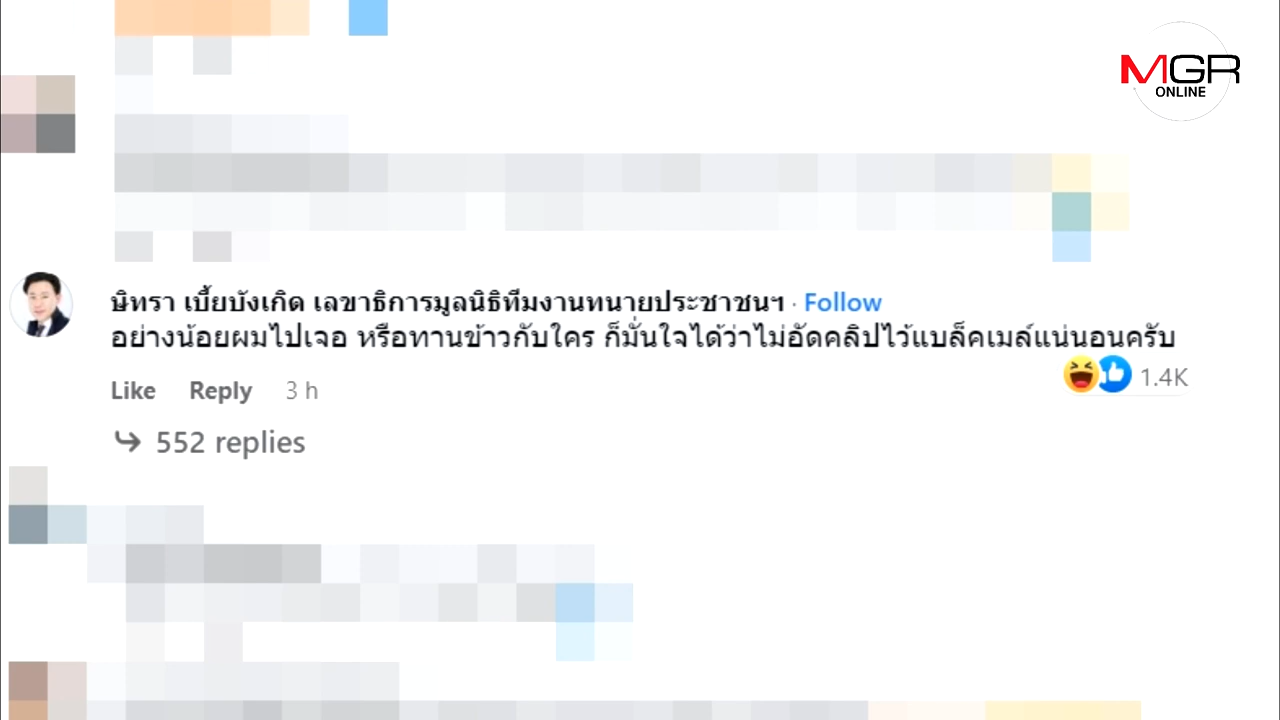 MGR
ONLINE
ษิทรา เบี้ยบังเกิด เลขาธิการมูลนิธิทีมงานทนายประชาชนฯ · Follow
อย่างน้อยผมไปเจอ หรือทานข้าวกับใคร ก็มั่นใจได้ว่าไม่อัดคลิปไว้แบล็คเมล์แน่นอนครับ
Like Reply 3 h 1.4K
552 replies